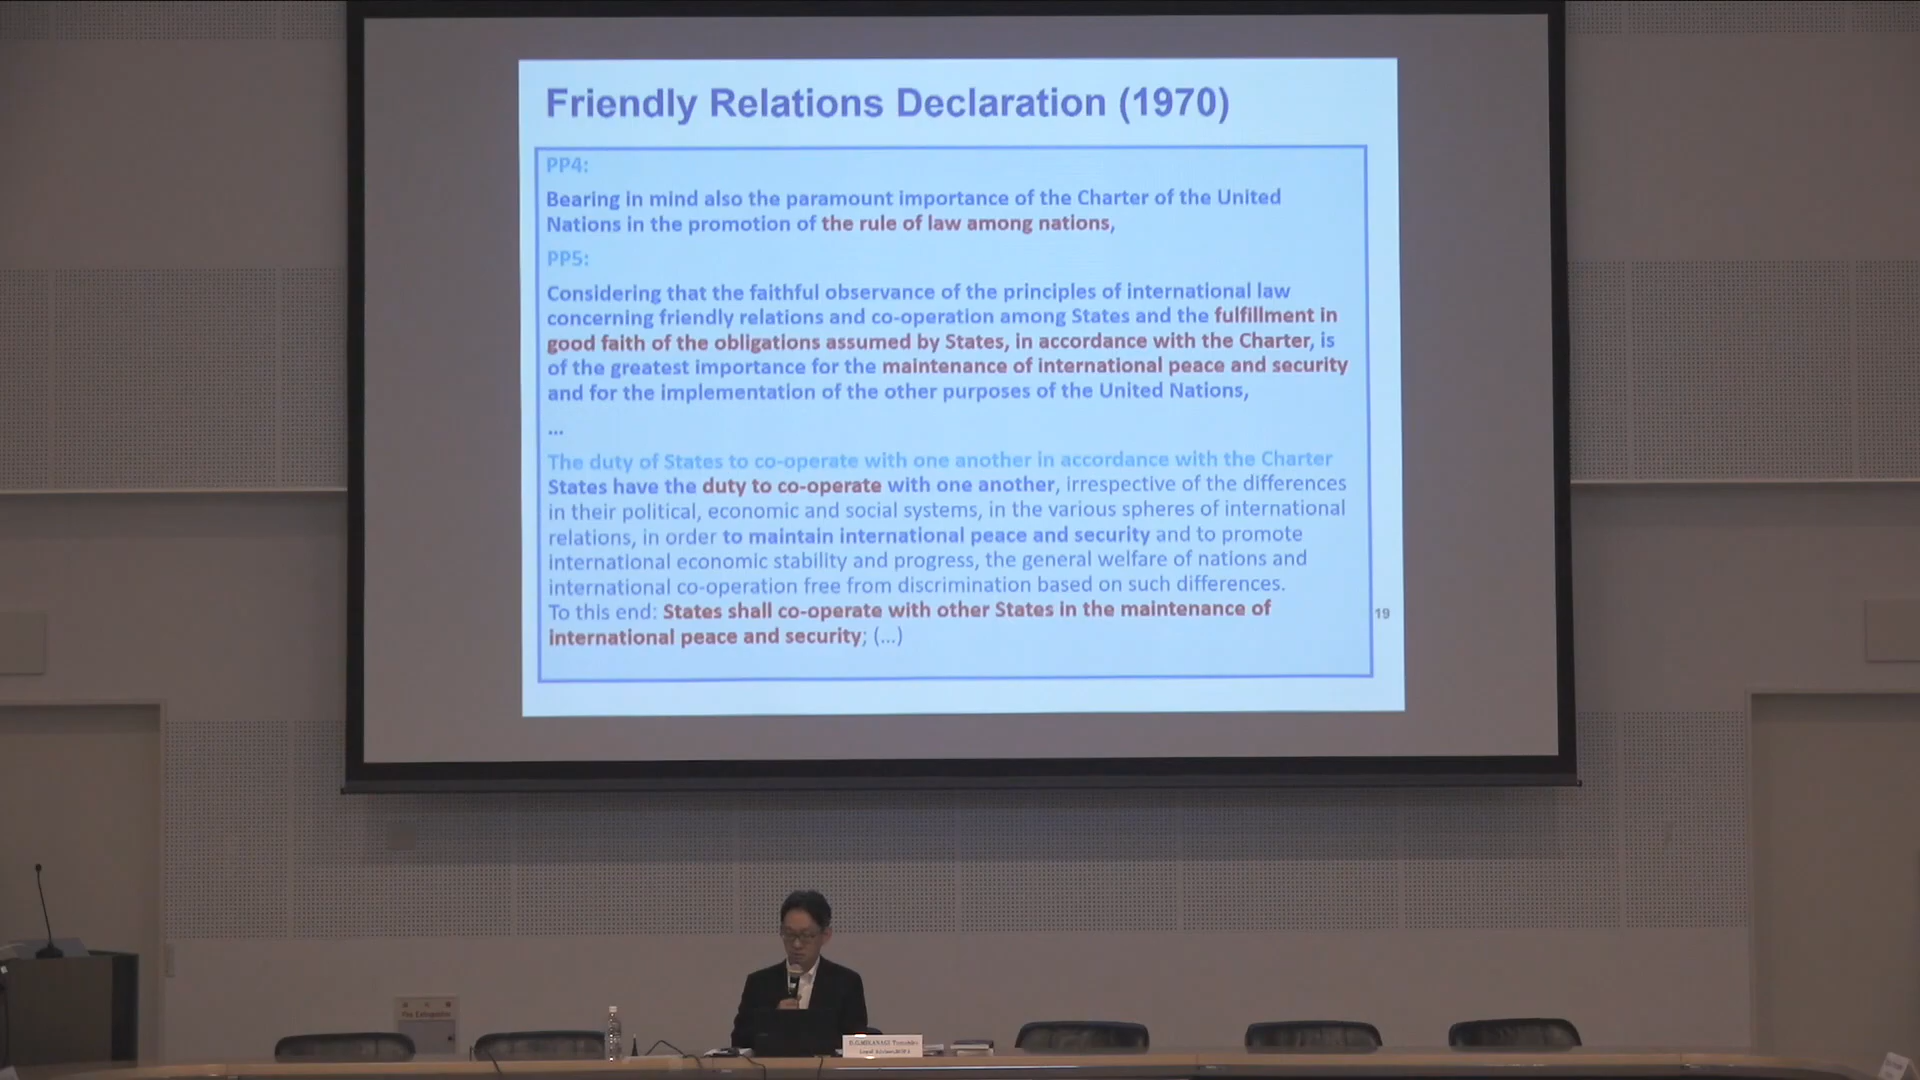 Friendly Relations Declaration (1970)
PP4:
Bearing in mind also the paramount importance of the Charter of the United
Nations in the promotion of the rule of law among nations,
PP5:
Considering that the faithful observance of the principles of international law
concerning friendly relations and co-operation among States and the fulfillment in
good faith of the obligations assumed by States, in accordance with the Charter, is
of the greatest importance for the maintenance of international peace and security
and for the implementation of the other purposes of the United Nations,
...
The duty of States to co-operate with one another in accordance with the Charter
States have the duty to co-operate with one another, irrespective of the differences
in their political, economic and social systems, in the various spheres of international
relations, in order to maintain international peace and security and to promote
international economic stability and progress, the general welfare of nations and
international co-operation free from discrimination based on such differences.
To this end: States shall co-operate with other States in the maintenance of
international peace and security; (...)
19
Fire Extinguisher